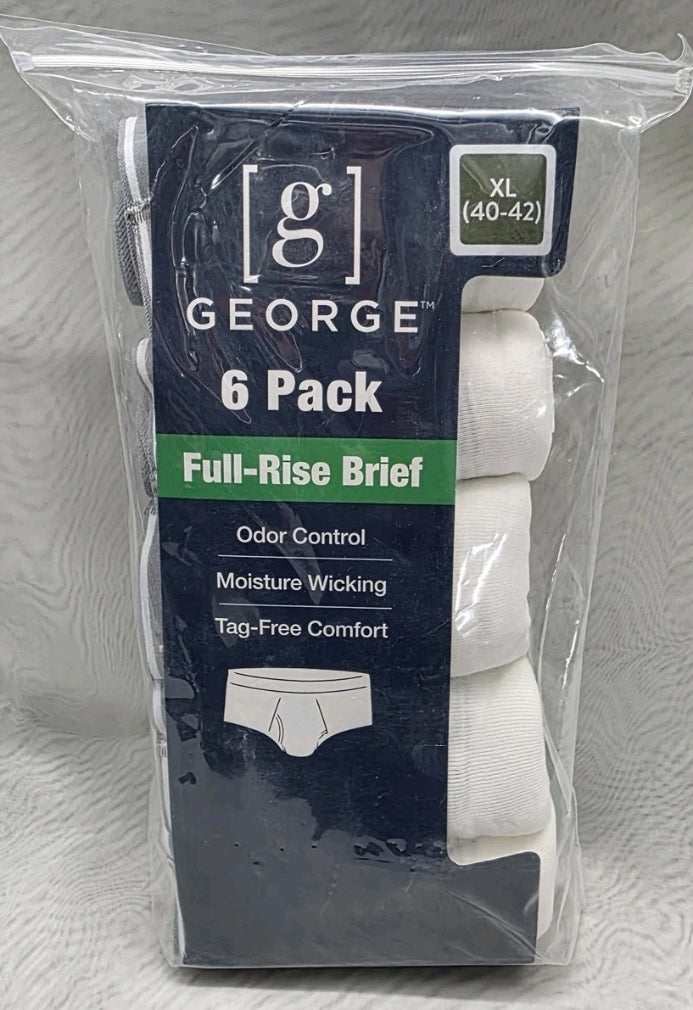 [g]
GEORGE™
XL
(40-42)
6 Pack
Full-Rise Brief
Odor Control
Moisture Wicking
Tag-Free Comfort